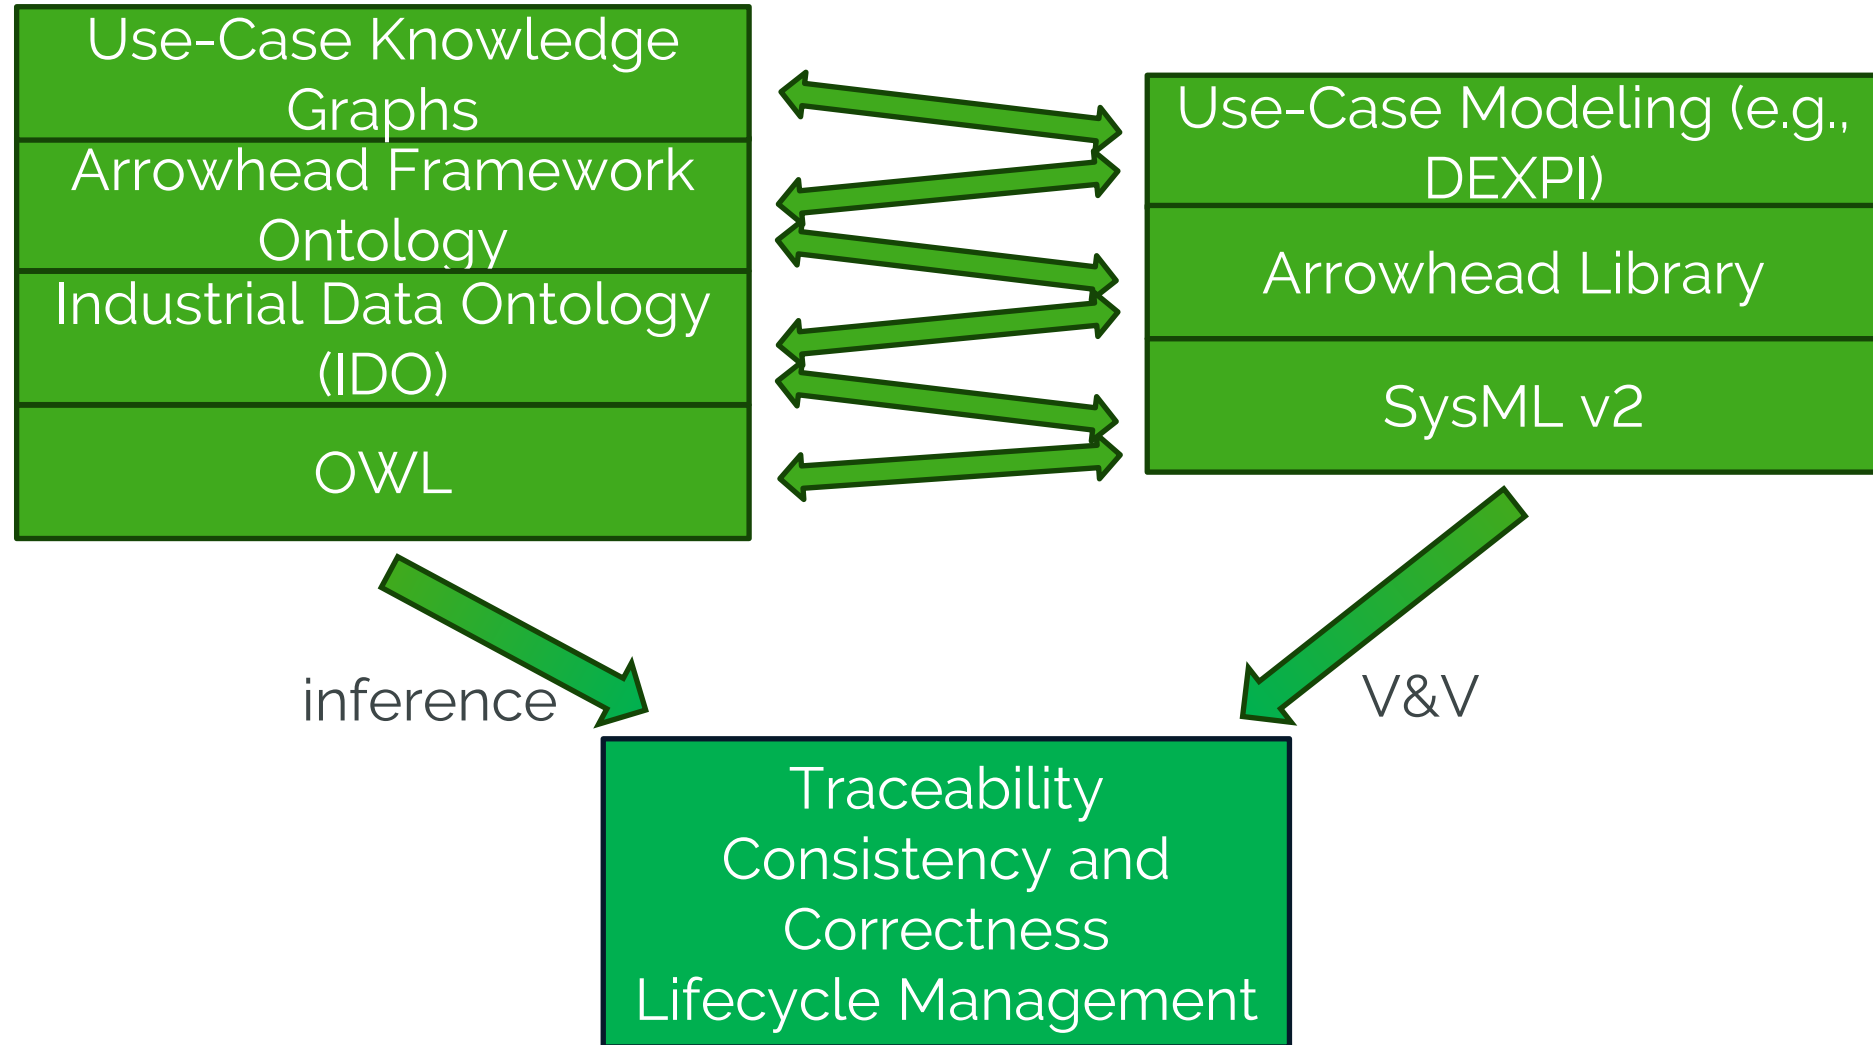 Use-Case Knowledge
Graphs
Arrowhead Framework
Ontology
Industrial Data Ontology
(IDO)
OWL
Use-Case Modeling (e.g.,
DEXPI)
Arrowhead Library
SysML v2
inference
V&V
Traceability
Consistency and
Correctness
Lifecycle Management